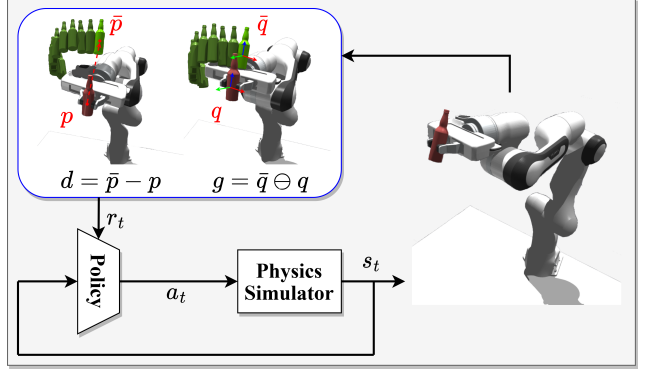 p̄
q̄
p
q
d = p̄ − p
g = q̄ ⊖ q
r_t
Policy
a_t
Physics
Simulator
s_t